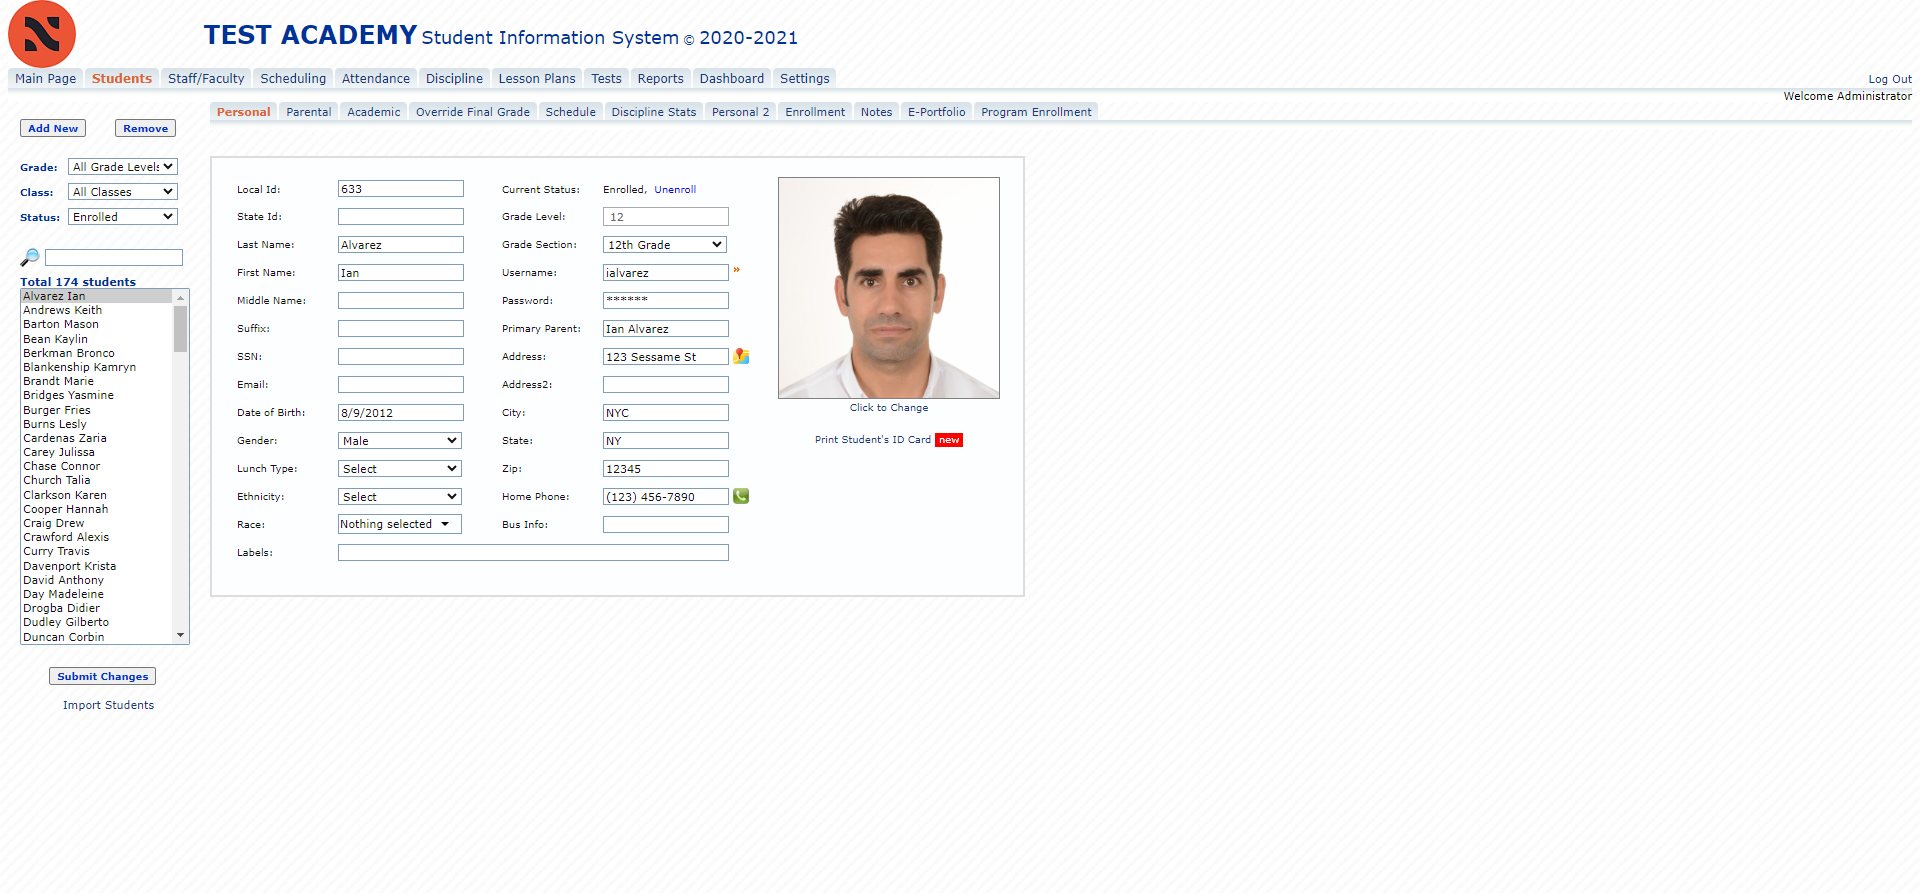 TEST ACADEMY Student Information System © 2020-2021
Main Page Students Staff/Faculty Scheduling Attendance Discipline Lesson Plans Tests Reports Dashboard Settings Log Out
Welcome Administrator
Personal Parental Academic Override Final Grade Schedule Discipline Stats Personal 2 Enrollment Notes E-Portfolio Program Enrollment
Add New Remove
Grade: All Grade Levels
Class: All Classes
Status: Enrolled
Total 174 students
Alvarez Ian
Andrews Keith
Barton Mason
Bean Kaylin
Berkman Bronco
Blankenship Kamryn
Brandt Marie
Bridges Yasmine
Burger Fries
Burns Lesly
Cardenas Zaria
Carey Julissa
Chase Connor
Church Talia
Clarkson Karen
Cooper Hannah
Craig Drew
Crawford Alexis
Curry Travis
Davenport Krista
David Anthony
Day Madeleine
Drogba Didier
Dudley Gilberto
Duncan Corbin
Submit Changes
Import Students
Local Id: 633
State Id:
Last Name: Alvarez
First Name: Ian
Middle Name:
Suffix:
SSN:
Email:
Date of Birth: 8/9/2012
Gender: Male
Lunch Type: Select
Ethnicity: Select
Race: Nothing selected
Labels:
Current Status: Enrolled, Unenroll
Grade Level: 12
Grade Section: 12th Grade
Username: ialvarez »
Password: ******
Primary Parent: Ian Alvarez
Address: 123 Sessame St
Address2:
City: NYC
State: NY
Zip: 12345
Home Phone: (123) 456-7890
Bus Info:
Click to Change
Print Student's ID Card new